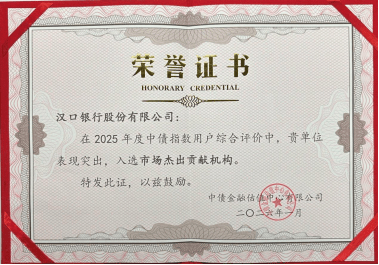 荣誉证书
HONORARY CREDENTIAL
汉口银行股份有限公司：
在2025年度中债指数用户综合评价中，贵单位
表现突出，入选市场杰出贡献机构。
特发此证，以兹鼓励。
中债金融估值中心有限公司
二〇二六年一月